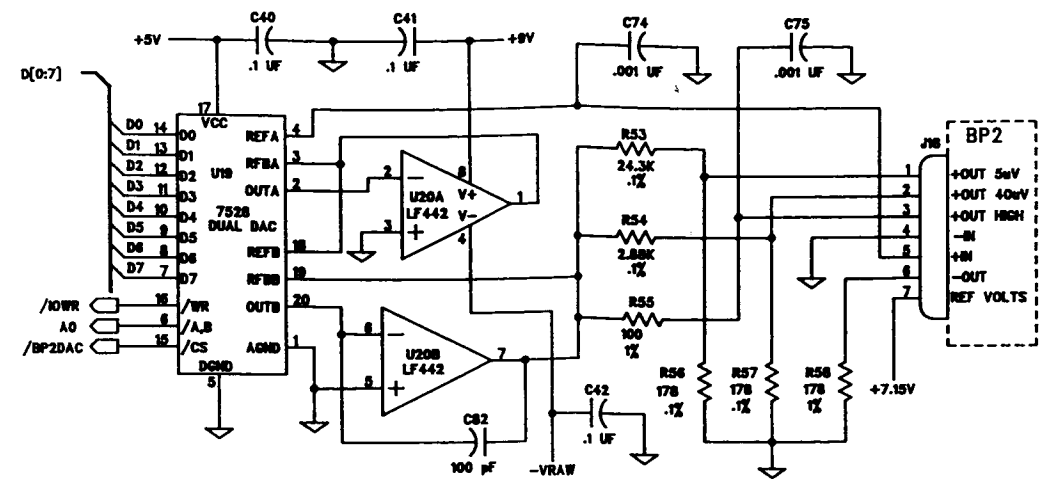 C40
C41
C74
C75
+5V
+9V
.1 UF
.1 UF
.001 UF
.001 UF
D[0:7]
17
VCC
D0 14 D0
D1 13 D1
D2 12 D2
D3 11 D3
D4 10 D4
D5 9 D5
D6 8 D6
D7 7 D7
/IOWR 16 /WR
A0 6 /A,B
/BP2DAC 15 /CS
U19
7528
DUAL DAC
REFA 4
RFBA 3
OUTA 2
REFB 18
RFBB 19
OUTB 20
AGND 1
DGND
5
2
3
8
V+
U20A
LF442
V-
4
1
6
5
U20B
LF442
7
C82
100 pF
-VRAW
C42
.1 UF
R53
24.3K
.1%
R54
2.88K
.1%
R55
100
1%
R56
178
.1%
R57
178
.1%
R58
178
1%
+7.15V
J16
BP2
1 +OUT 5mV
2 +OUT 40mV
3 +OUT HIGH
4 -IN
5 +IN
6 -OUT
7 REF VOLTS